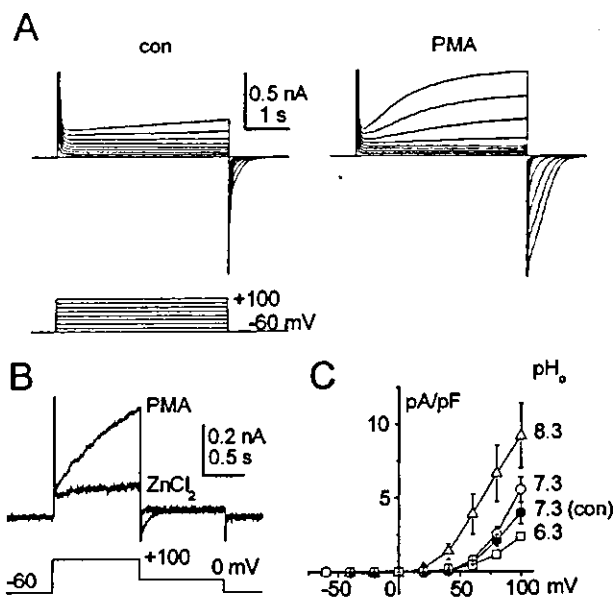 A
con
PMA
0.5 nA
1 s
+100
-60 mV
B
PMA
0.2 nA
0.5 s
ZnCl2
+100
-60
0 mV
C
pHo
pA/pF
10
5
8.3
7.3
7.3 (con)
6.3
-50
0
50
100 mV